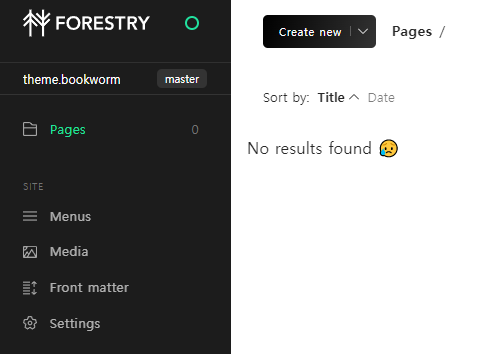 FORESTRY
theme.bookworm master
Pages 0
SITE
Menus
Media
Front matter
Settings
Create new Pages /
Sort by: Title Date
No results found 😥